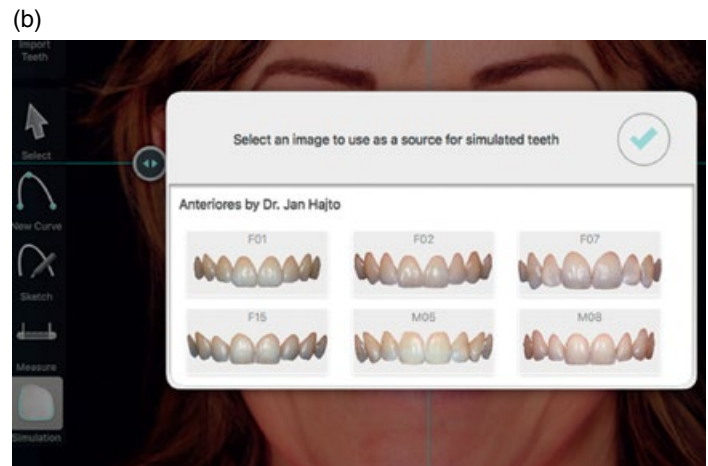 (b)
Import
Teeth
Select
New Curve
Sketch
Measure
Simulation
Select an image to use as a source for simulated teeth
Anteriores by Dr. Jan Hajto
F01 F02 F07
F15 M05 M08